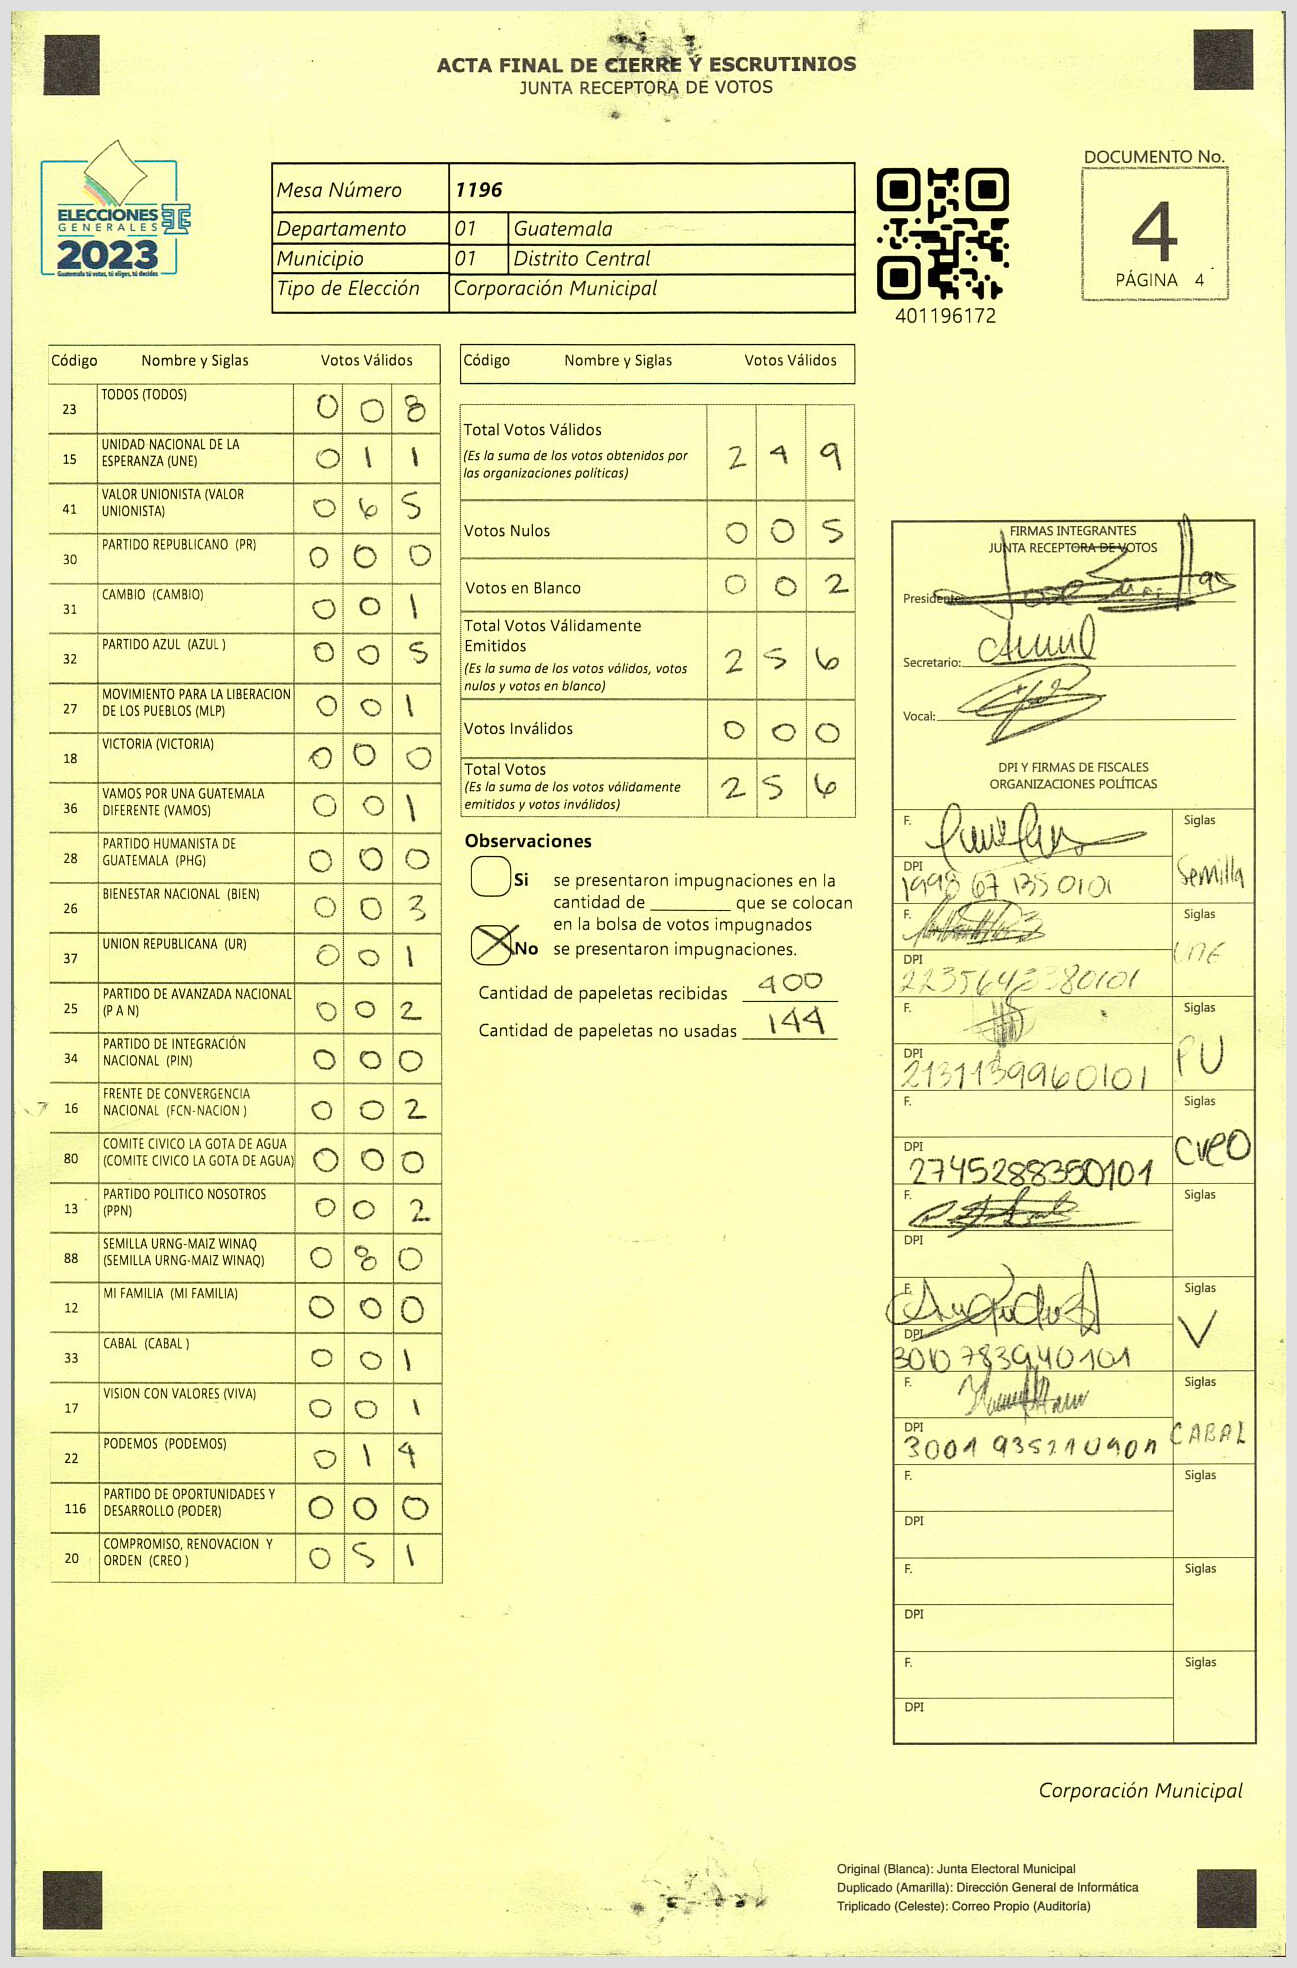 ACTA FINAL DE CIERRE Y ESCRUTINIOS
JUNTA RECEPTORA DE VOTOS
ELECCIONES
GENERALES
2023
Guatemala tú votas, tú eliges, tú decides
Mesa Número 1196
Departamento 01 Guatemala
Municipio 01 Distrito Central
Tipo de Elección Corporación Municipal
401196172
DOCUMENTO No.
4
PÁGINA 4
Código Nombre y Siglas Votos Válidos
23 TODOS (TODOS) 0 0 8
15 UNIDAD NACIONAL DE LA ESPERANZA (UNE) 0 1 1
41 VALOR UNIONISTA (VALOR UNIONISTA) 0 6 5
30 PARTIDO REPUBLICANO (PR) 0 0 0
31 CAMBIO (CAMBIO) 0 0 1
32 PARTIDO AZUL (AZUL ) 0 0 5
27 MOVIMIENTO PARA LA LIBERACION DE LOS PUEBLOS (MLP) 0 0 1
18 VICTORIA (VICTORIA) 0 0 0
36 VAMOS POR UNA GUATEMALA DIFERENTE (VAMOS) 0 0 1
28 PARTIDO HUMANISTA DE GUATEMALA (PHG) 0 0 0
26 BIENESTAR NACIONAL (BIEN) 0 0 3
37 UNION REPUBLICANA (UR) 0 0 1
25 PARTIDO DE AVANZADA NACIONAL (P A N) 0 0 2
34 PARTIDO DE INTEGRACIÓN NACIONAL (PIN) 0 0 0
16 FRENTE DE CONVERGENCIA NACIONAL (FCN-NACION ) 0 0 2
80 COMITE CIVICO LA GOTA DE AGUA (COMITE CIVICO LA GOTA DE AGUA) 0 0 0
13 PARTIDO POLITICO NOSOTROS (PPN) 0 0 2
88 SEMILLA URNG-MAIZ WINAQ (SEMILLA URNG-MAIZ WINAQ) 0 8 0
12 MI FAMILIA (MI FAMILIA) 0 0 0
33 CABAL (CABAL ) 0 0 1
17 VISION CON VALORES (VIVA) 0 0 1
22 PODEMOS (PODEMOS) 0 1 4
116 PARTIDO DE OPORTUNIDADES Y DESARROLLO (PODER) 0 0 0
20 COMPROMISO, RENOVACION Y ORDEN (CREO ) 0 5 1
Código Nombre y Siglas Votos Válidos
Total Votos Válidos 2 4 9
(Es la suma de los votos obtenidos por
las organizaciones politicas)
Votos Nulos 0 0 5
Votos en Blanco 0 0 2
Total Votos Válidamente
Emitidos 2 5 6
(Es la suma de los votos válidos, votos
nulos y votos en blanco)
Votos Inválidos 0 0 0
Total Votos 2 5 6
(Es la suma de los votos válidamente
emitidos y votos inválidos)
Observaciones
Si se presentaron impugnaciones en la
cantidad de ________ que se colocan
en la bolsa de votos impugnados
No se presentaron impugnaciones.
Cantidad de papeletas recibidas 400
Cantidad de papeletas no usadas 144
FIRMAS INTEGRANTES
JUNTA RECEPTORA DE VOTOS
Presidente:
Secretario:
Vocal:
DPI Y FIRMAS DE FISCALES
ORGANIZACIONES POLÍTICAS
F. Siglas
DPI 1998 67 135 0101 Semilla
F. Siglas
DPI UNE
F. Siglas
DPI 2131139960101 PU
F. Siglas
DPI 2745288350101 CREO
F. Siglas
DPI
F. Siglas
DPI 3010 783940101 V
F. Siglas
DPI CABAL
F. Siglas
DPI
F. Siglas
DPI
F. Siglas
DPI
Corporación Municipal
Original (Blanca): Junta Electoral Municipal
Duplicado (Amarilla): Dirección General de Informática
Triplicado (Celeste): Correo Propio (Auditoría)